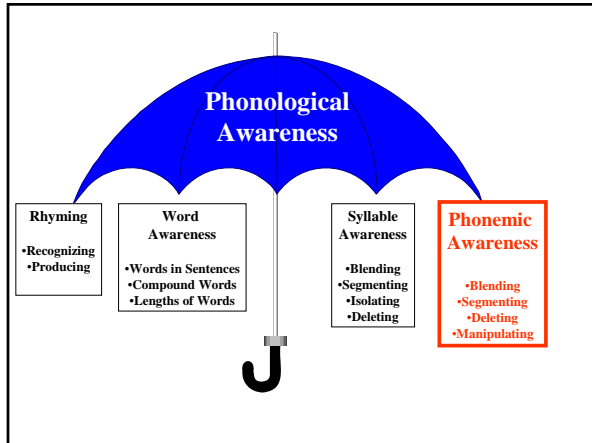 Phonological
Awareness
Rhyming
•Recognizing
•Producing
Word
Awareness
•Words in Sentences
•Compound Words
•Lengths of Words
Syllable
Awareness
•Blending
•Segmenting
•Isolating
•Deleting
Phonemic
Awareness
•Blending
•Segmenting
•Deleting
•Manipulating